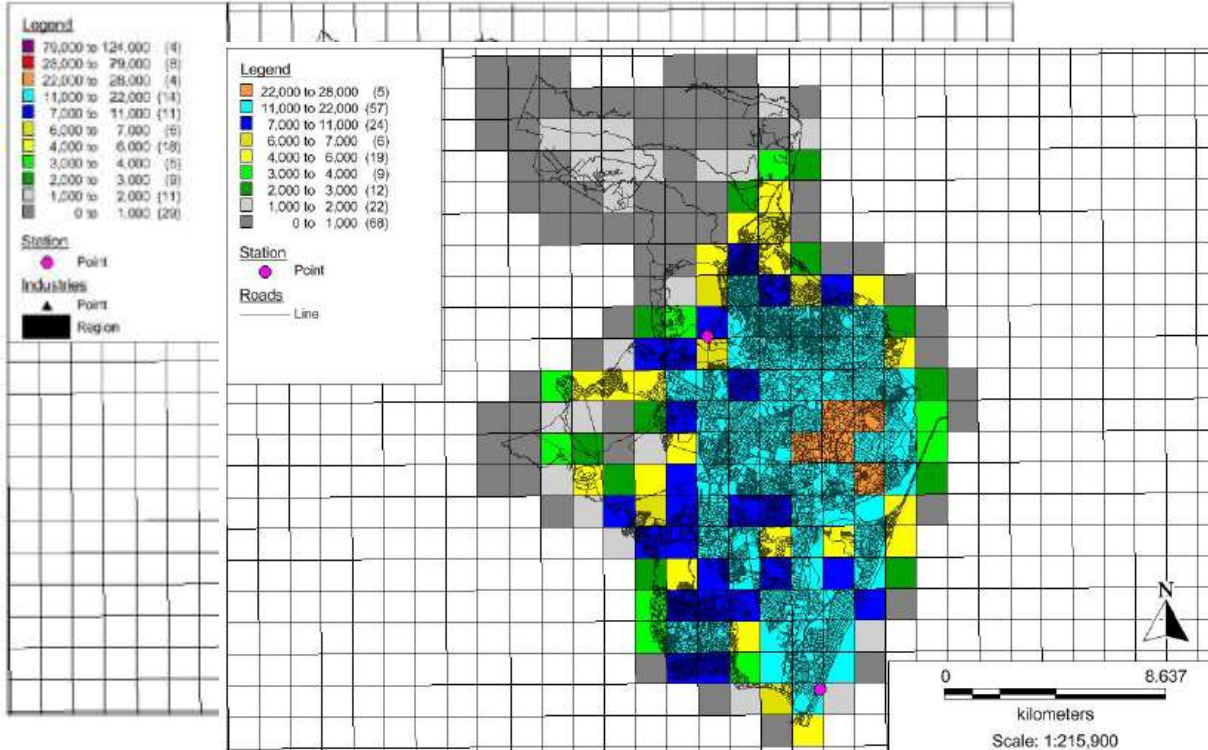 Legend
79,000 to 124,000 (4)
28,000 to 79,000 (8)
22,000 to 28,000 (4)
11,000 to 22,000 (14)
7,000 to 11,000 (11)
6,000 to 7,000 (6)
4,000 to 6,000 (18)
3,000 to 4,000 (5)
2,000 to 3,000 (9)
1,000 to 2,000 (11)
0 to 1,000 (29)
Station
Point
Industries
Point
Region
Legend
22,000 to 28,000 (5)
11,000 to 22,000 (57)
7,000 to 11,000 (24)
6,000 to 7,000 (6)
4,000 to 6,000 (19)
3,000 to 4,000 (9)
2,000 to 3,000 (12)
1,000 to 2,000 (22)
0 to 1,000 (68)
Station
Point
Roads
Line
N
0 8.637
kilometers
Scale: 1:215,900